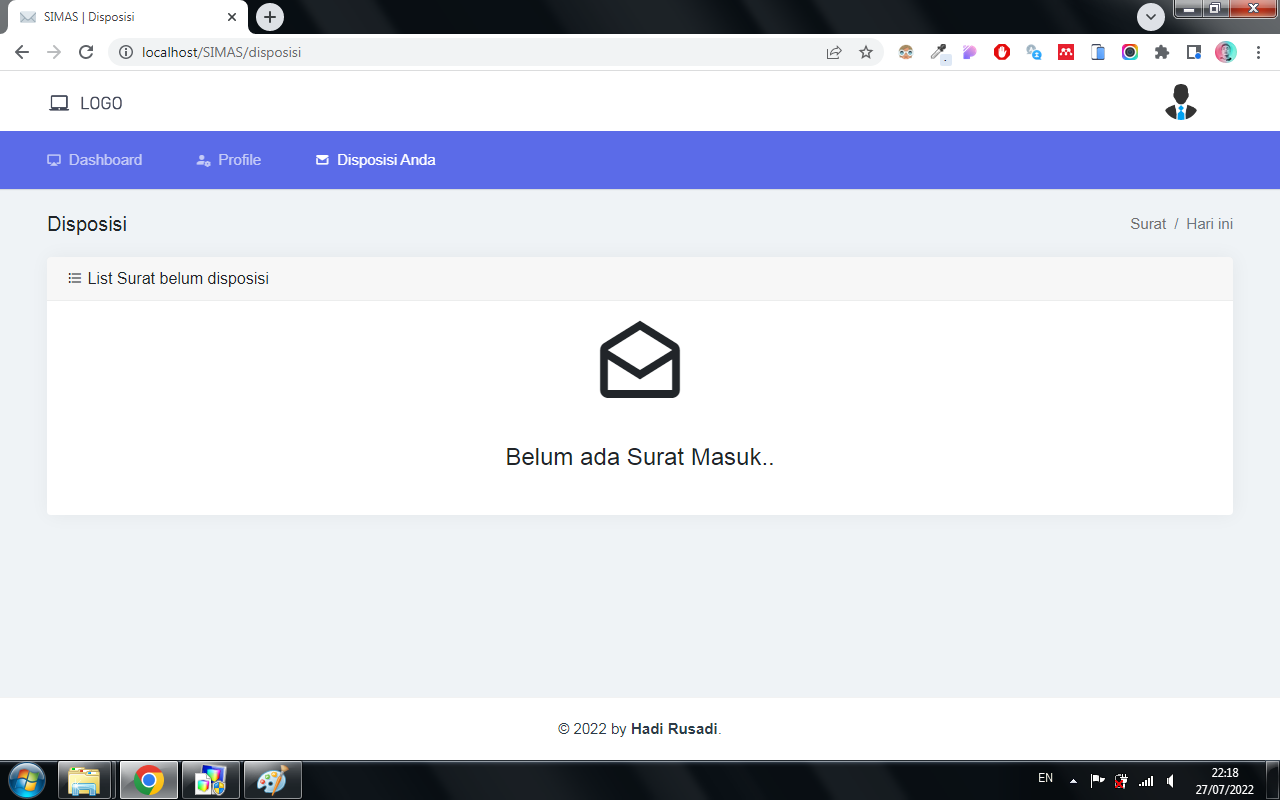 SIMAS | Disposisi
localhost/SIMAS/disposisi
LOGO
Dashboard Profile Disposisi Anda
Disposisi
Surat / Hari ini
List Surat belum disposisi
Belum ada Surat Masuk..
© 2022 by Hadi Rusadi.
EN
22:18
27/07/2022